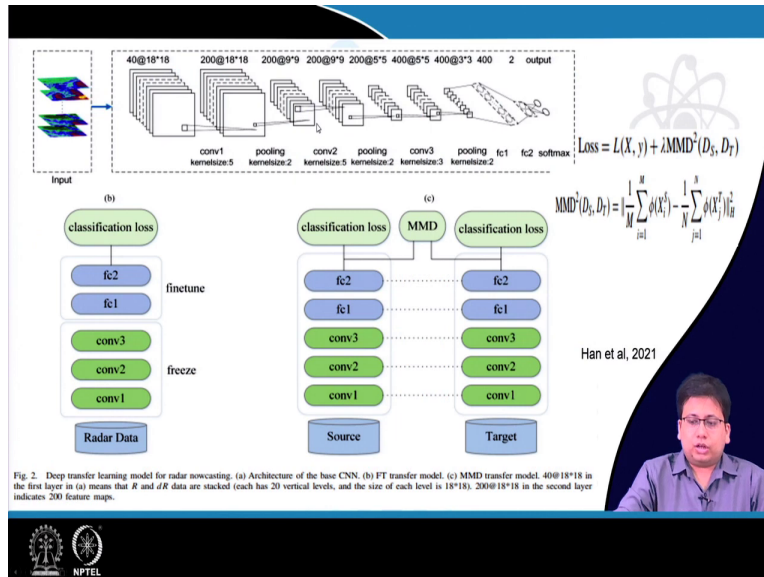 40@18*18 200@18*18 200@9*9 200@9*9 200@5*5 400@5*5 400@3*3 400 2 output
conv1 pooling conv2 pooling conv3 pooling fc1 fc2 softmax
kernelsize:5 kernelsize:2 kernelsize:5 kernelsize:2 kernelsize:3 kernelsize:2
Input
Loss = L(X, y) + λMMD²(D_S, D_T)
MMD²(D_S, D_T) = ‖1/M ∑_{i=1}^{M} ϕ(X_i^S) − 1/N ∑_{j=1}^{N} ϕ(X_j^T)‖_H^2
(b)
classification loss
fc2
fc1
finetune
conv3
conv2
conv1
freeze
Radar Data
(c)
classification loss MMD classification loss
fc2 fc2
fc1 fc1
conv3 conv3
conv2 conv2
conv1 conv1
Source Target
Han et al, 2021
Fig. 2. Deep transfer learning model for radar nowcasting. (a) Architecture of the base CNN. (b) FT transfer model. (c) MMD transfer model. 40@18*18 in
the first layer in (a) means that R and dR data are stacked (each has 20 vertical levels, and the size of each level is 18*18). 200@18*18 in the second layer
indicates 200 feature maps.
NPTEL